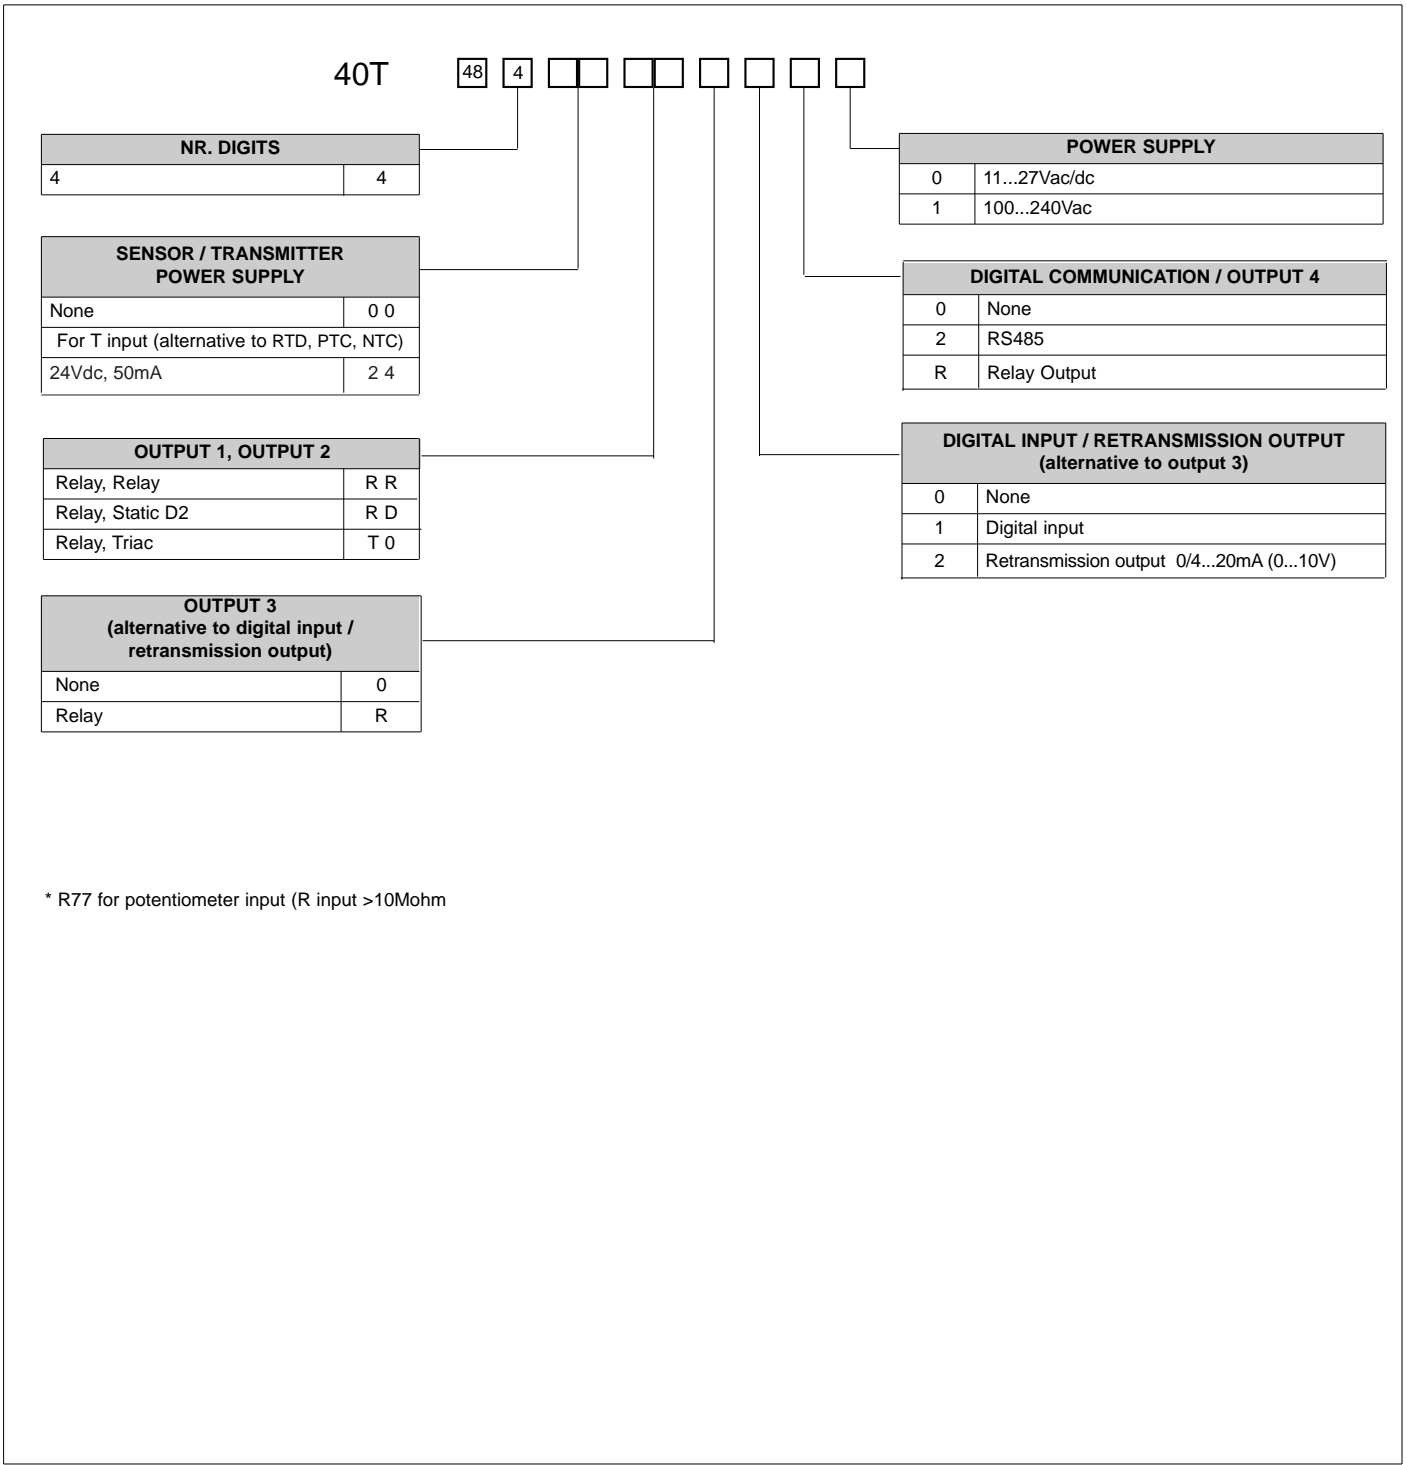 40T 48 4
NR. DIGITS
4 4
SENSOR / TRANSMITTER
POWER SUPPLY
None 0 0
For T input (alternative to RTD, PTC, NTC)
24Vdc, 50mA 2 4
OUTPUT 1, OUTPUT 2
Relay, Relay R R
Relay, Static D2 R D
Relay, Triac T 0
OUTPUT 3
(alternative to digital input /
retransmission output)
None 0
Relay R
POWER SUPPLY
0 11...27Vac/dc
1 100...240Vac
DIGITAL COMMUNICATION / OUTPUT 4
0 None
2 RS485
R Relay Output
DIGITAL INPUT / RETRANSMISSION OUTPUT
(alternative to output 3)
0 None
1 Digital input
2 Retransmission output 0/4...20mA (0...10V)
* R77 for potentiometer input (R input >10Mohm